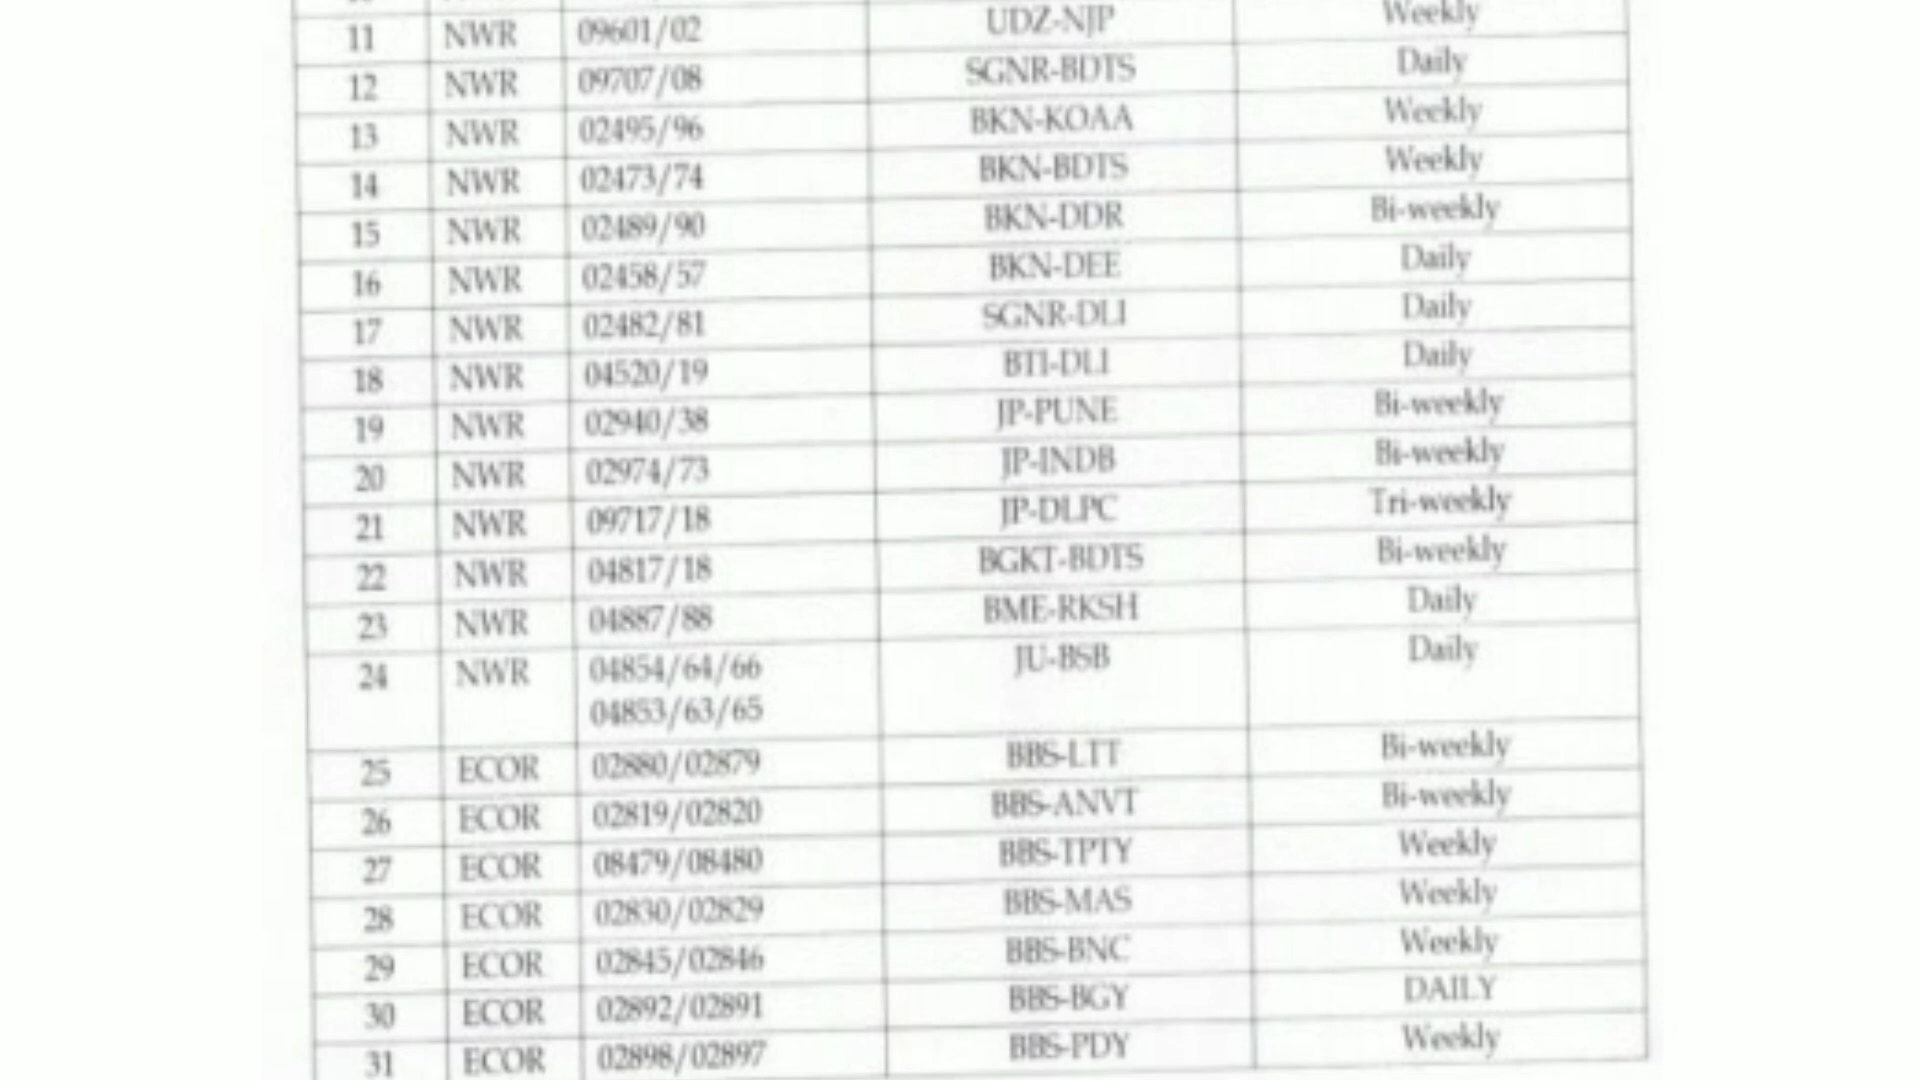 11 NWR 09601/02 UDZ-NJP Weekly
12 NWR 09707/08 SGNR-BDTS Daily
13 NWR 02495/96 BKN-KOAA Weekly
14 NWR 02473/74 BKN-BDTS Weekly
15 NWR 02489/90 BKN-DDR Bi-weekly
16 NWR 02458/57 BKN-DEE Daily
17 NWR 02482/81 SGNR-DLI Daily
18 NWR 04520/19 BTI-DLI Daily
19 NWR 02940/38 JP-PUNE Bi-weekly
20 NWR 02974/73 JP-INDB Bi-weekly
21 NWR 09717/18 JP-DLPC Tri-weekly
22 NWR 04817/18 BGKT-BDTS Bi-weekly
23 NWR 04887/88 BME-RKSH Daily
24 NWR 04854/64/66 JU-BSB Daily
04853/63/65
25 ECOR 02880/02879 BBS-LTT Bi-weekly
26 ECOR 02819/02820 BBS-ANVT Bi-weekly
27 ECOR 08479/08480 BBS-TPTY Weekly
28 ECOR 02830/02829 BBS-MAS Weekly
29 ECOR 02845/02846 BBS-BNC Weekly
30 ECOR 02892/02891 BBS-BGY DAILY
31 ECOR 02898/02897 BBS-PDY Weekly